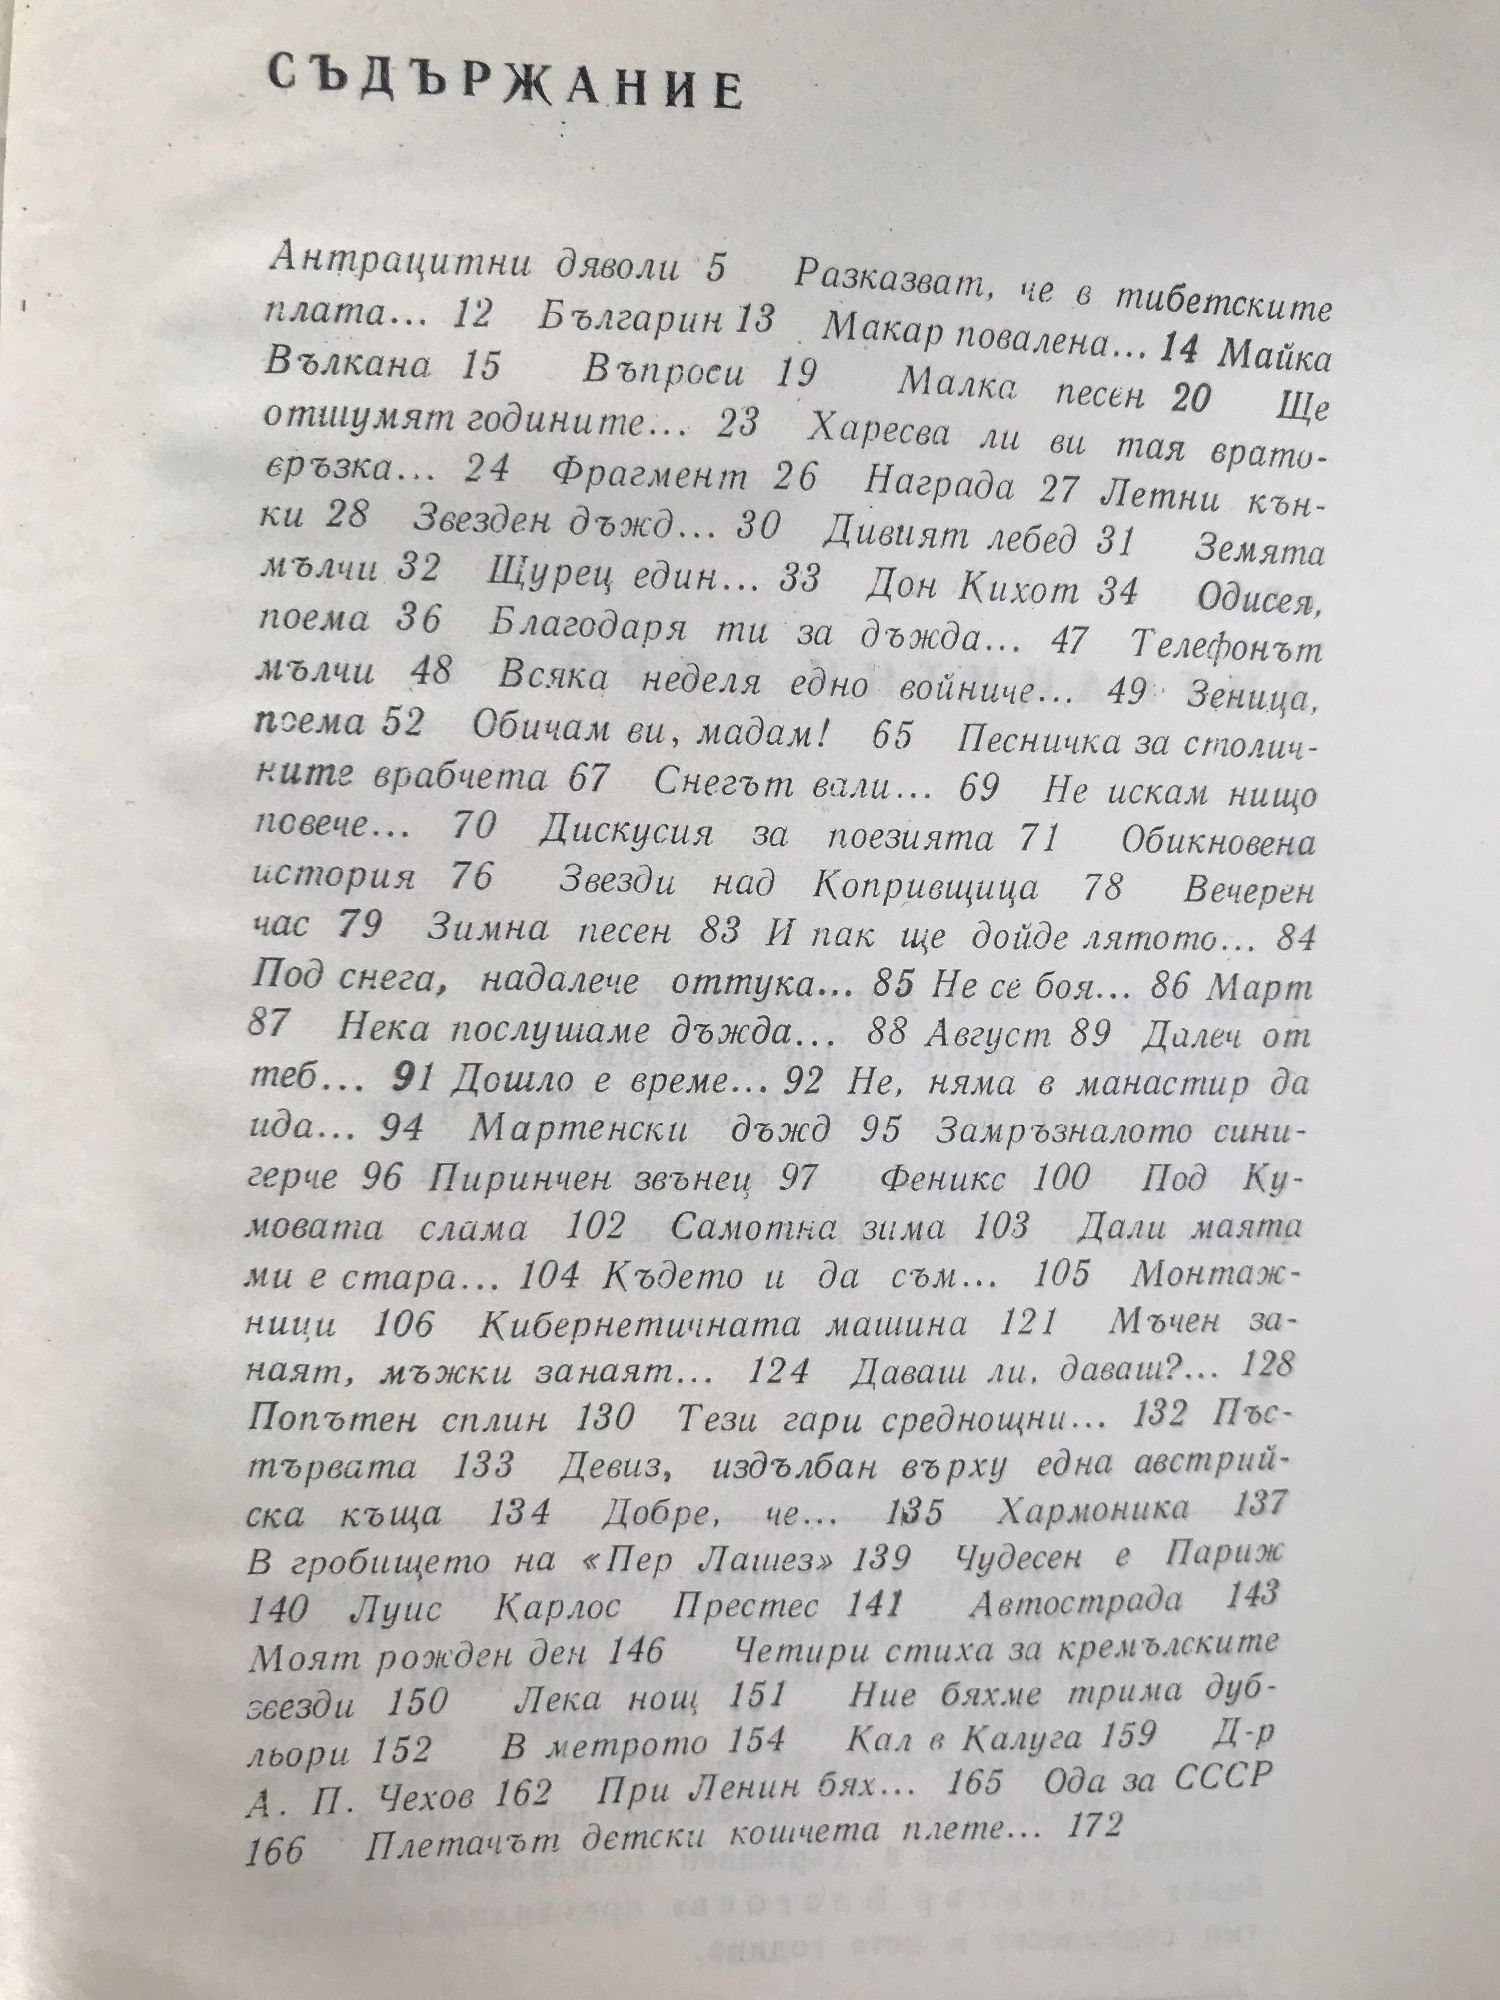 СЪДЪРЖАНИЕ
Антрацитни дяволи 5 Разказват, че в тибетските
плата... 12 Българин 13 Макар повалена... 14 Майка
Вълкана 15 Въпроси 19 Малка песен 20 Ще
отшумят годините... 23 Харесва ли ви тая врато-
връзка... 24 Фрагмент 26 Награда 27 Летни кън-
ки 28 Звезден дъжд... 30 Дивият лебед 31 Земята
мълчи 32 Щурец един... 33 Дон Кихот 34 Одисея,
поема 36 Благодаря ти за дъжда... 47 Телефонът
мълчи 48 Всяка неделя едно войниче... 49 Зеница,
поема 52 Обичам ви, мадам! 65 Песничка за столич-
ните врабчета 67 Снегът вали... 69 Не искам нищо
повече... 70 Дискусия за поезията 71 Обикновена
история 76 Звезди над Копривщица 78 Вечерен
час 79 Зимна песен 83 И пак ще дойде лятото... 84
Под снега, надалече оттука... 85 Не се боя... 86 Март
87 Нека послушаме дъжда... 88 Август 89 Далеч от
теб... 91 Дошло е време... 92 Не, няма в манастир да
ида... 94 Мартенски дъжд 95 Замръзналото сини-
герче 96 Пиринчен звънец 97 Феникс 100 Под Ку-
мовата слама 102 Самотна зима 103 Дали маята
ми е стара... 104 Където и да съм... 105 Монтаж-
ници 106 Кибернетичната машина 121 Мъчен за-
наят, мъжки занаят... 124 Даваш ли, даваш?... 128
Попътен сплин 130 Тези гари среднощни... 132 Пъс-
тървата 133 Девиз, издълбан върху една австрий-
ска къща 134 Добре, че... 135 Хармоника 137
В гробището на «Пер Лашез» 139 Чудесен е Париж
140 Луис Карлос Престес 141 Автострада 143
Моят рожден ден 146 Четири стиха за кремълските
звезди 150 Лека нощ 151 Ние бяхме трима дуб-
льори 152 В метрото 154 Кал в Калуга 159 Д-р
А. П. Чехов 162 При Ленин бях... 165 Ода за СССР
166 Плетачът детски кошчета плете... 172